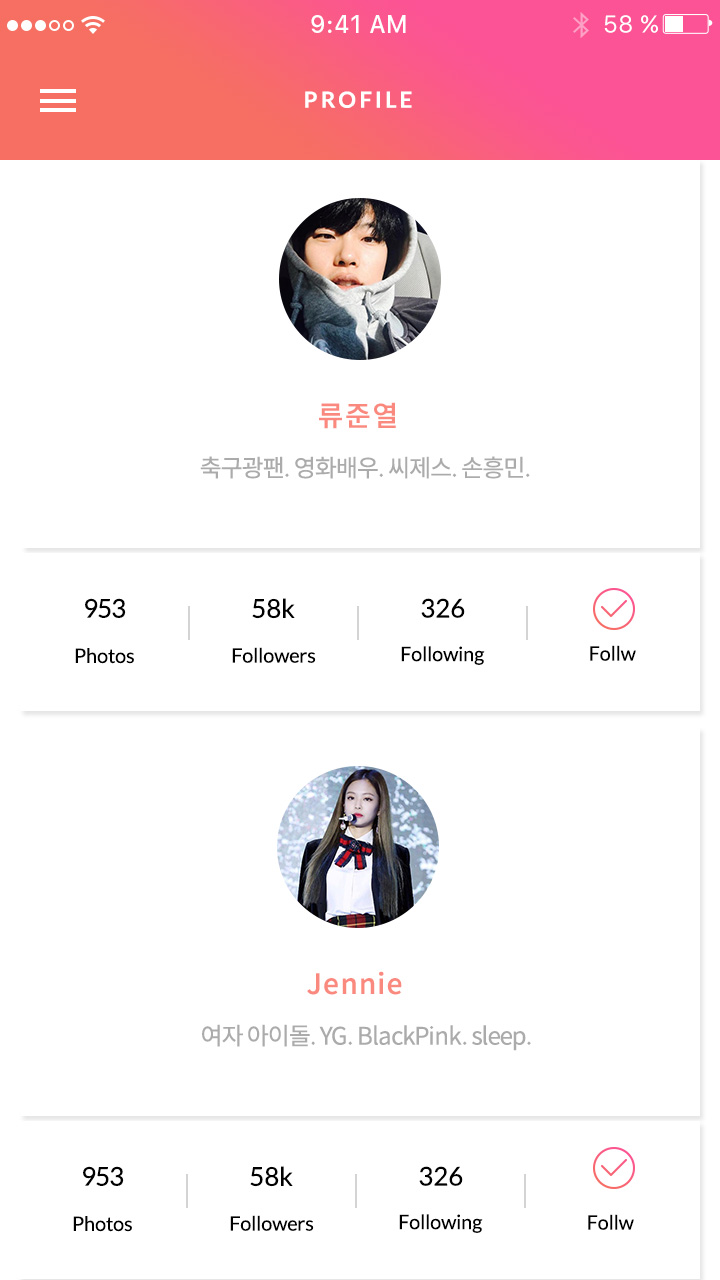 9:41 AM 58 %
PROFILE
류준열
축구광팬. 영화배우. 씨제스. 손흥민.
953 58k 326
Photos Followers Following Follw
Jennie
여자 아이돌. YG. BlackPink. sleep.
953 58k 326
Photos Followers Following Follw